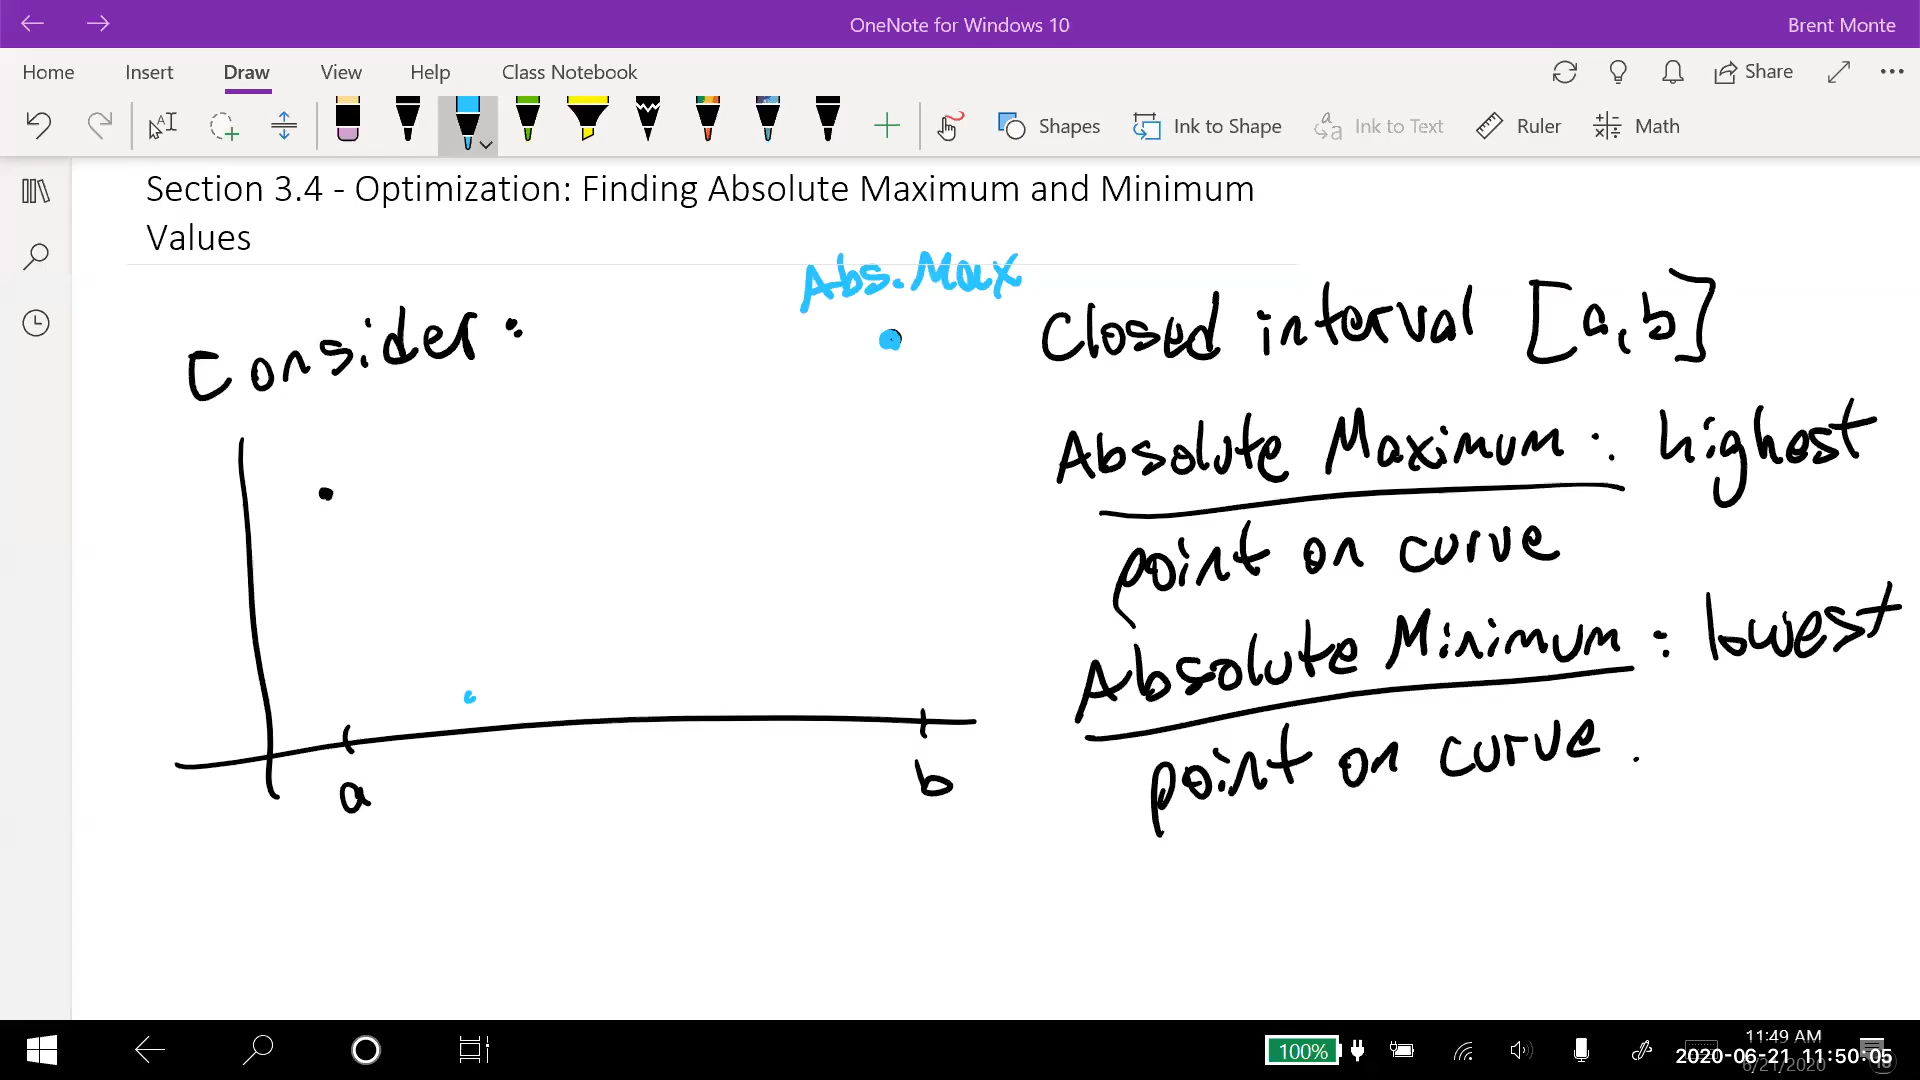 OneNote for Windows 10
Brent Monte
Home Insert Draw View Help Class Notebook
Share
Shapes Ink to Shape Ink to Text Ruler Math
Section 3.4 - Optimization: Finding Absolute Maximum and Minimum
Values
Abs. Max
Consider :
a
b
Closed interval [a,b]
Absolute Maximum : highest
point on curve
Absolute Minimum : lowest
point on curve.
100%
11:49 AM
6/21/2020
2020-06-21 11:50:05